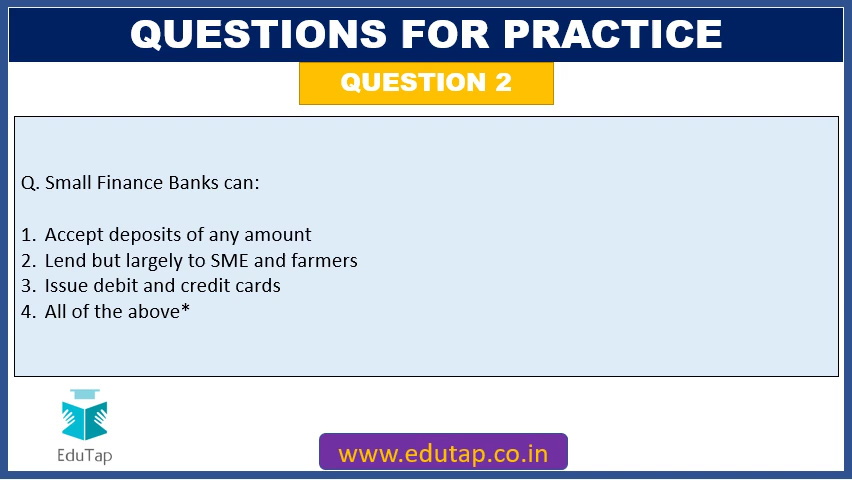 QUESTIONS FOR PRACTICE
QUESTION 2
Q. Small Finance Banks can:
1. Accept deposits of any amount
2. Lend but largely to SME and farmers
3. Issue debit and credit cards
4. All of the above*
EduTap
www.edutap.co.in